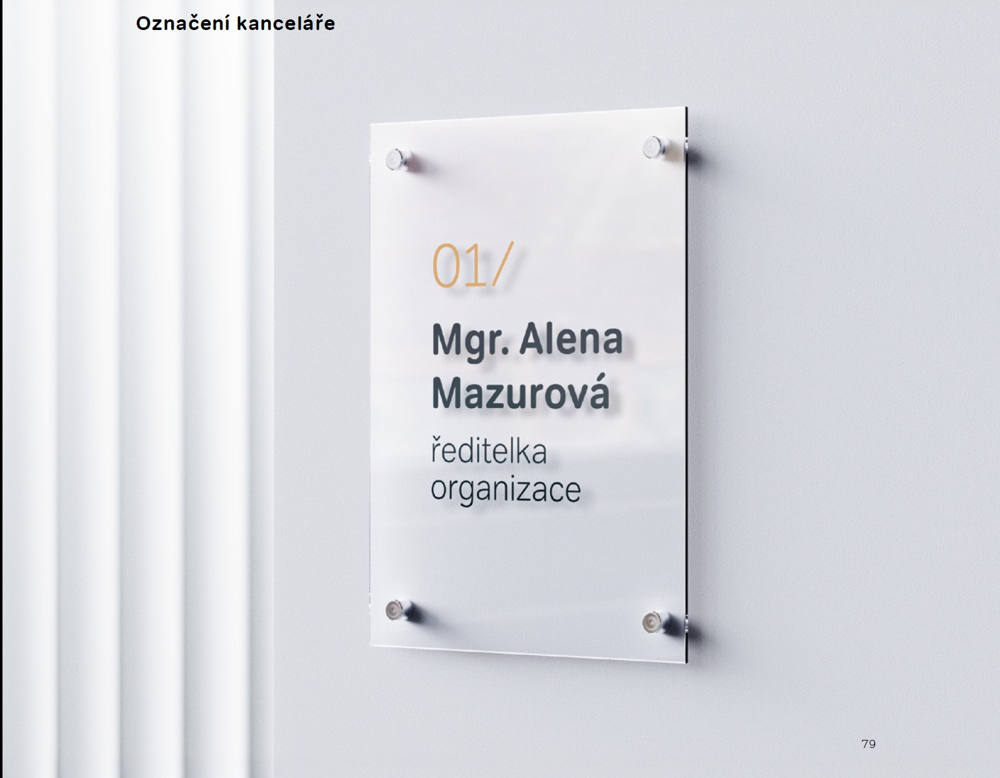 Označení kanceláře
01/
Mgr. Alena
Mazurová
ředitelka
organizace
79